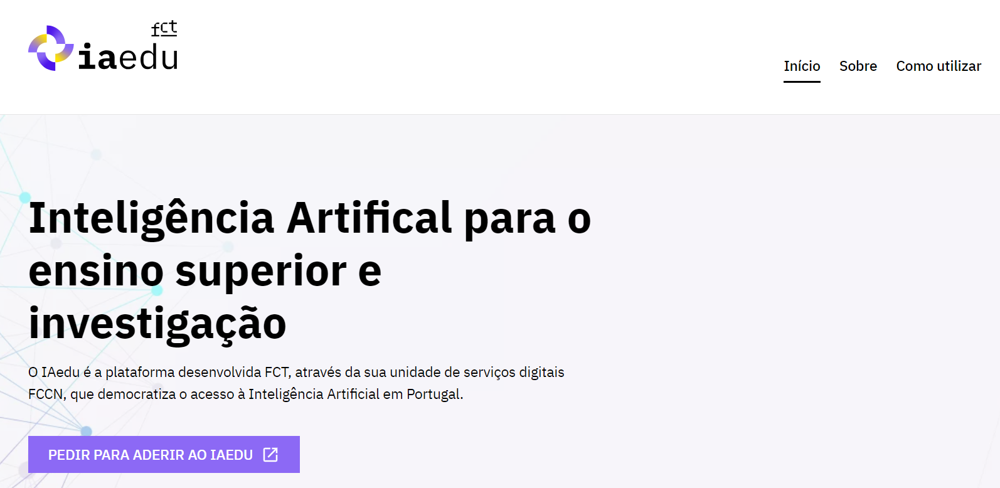 fct
iaedu
Início Sobre Como utilizar
Inteligência Artifical para o
ensino superior e
investigação
O IAedu é a plataforma desenvolvida FCT, através da sua unidade de serviços digitais
FCCN, que democratiza o acesso à Inteligência Artificial em Portugal.
PEDIR PARA ADERIR AO IAEDU